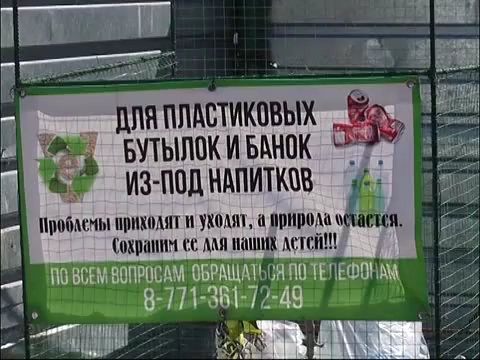 ДЛЯ ПЛАСТИКОВЫХ
БУТЫЛОК И БАНОК
ИЗ-ПОД НАПИТКОВ
Проблемы приходят и уходят, а природа остается.
Сохраним ее для наших детей!!!
ПО ВСЕМ ВОПРОСАМ ОБРАЩАТЬСЯ ПО ТЕЛЕФОНАМ
8-771-361-72-49